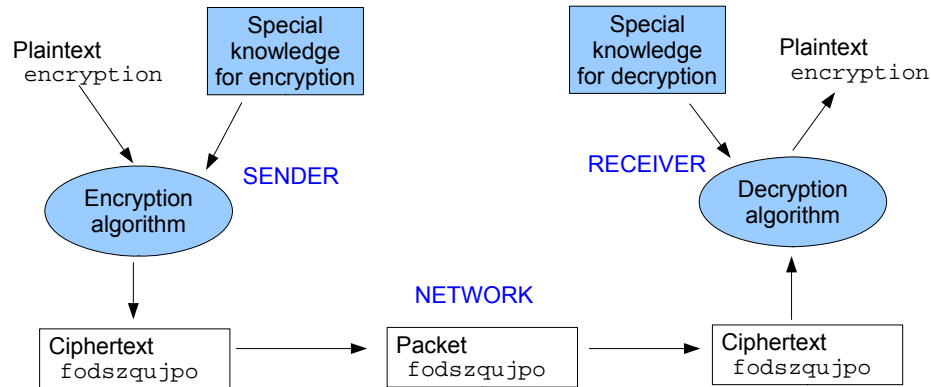 Plaintext
encryption
Special
knowledge
for encryption
SENDER
Encryption
algorithm
Ciphertext
fodszqujpo
NETWORK
Packet
fodszqujpo
Special
knowledge
for decryption
RECEIVER
Plaintext
encryption
Decryption
algorithm
Ciphertext
fodszqujpo